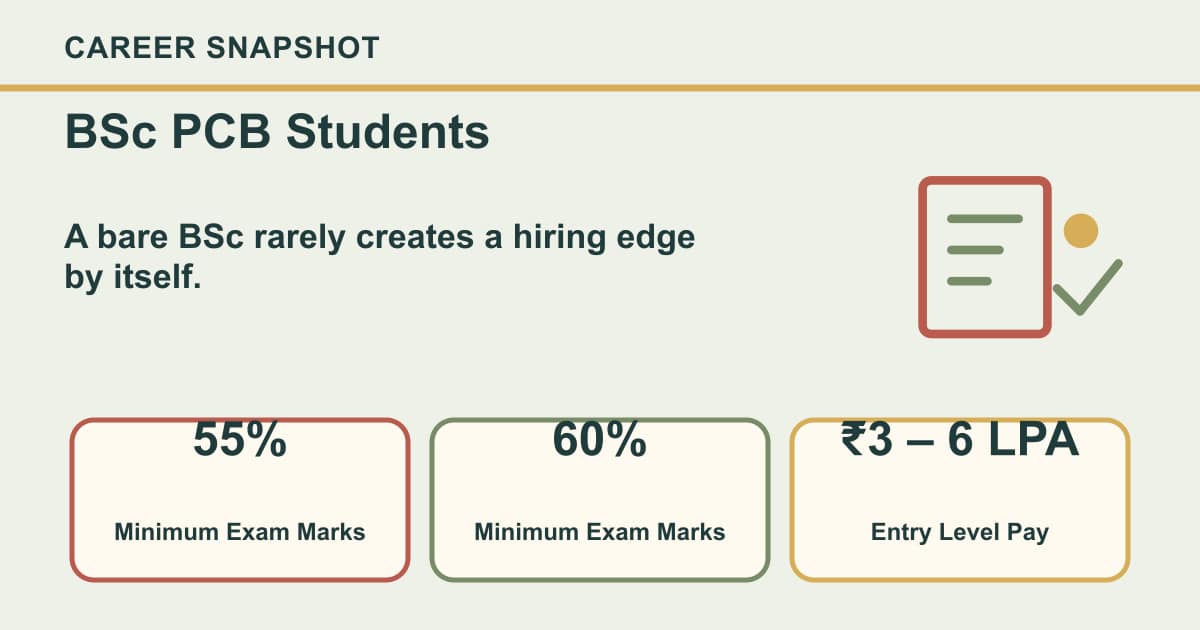 CAREER SNAPSHOT
BSc PCB Students
A bare BSc rarely creates a hiring edge
by itself.
55%
Minimum Exam Marks
60%
Minimum Exam Marks
₹3 – 6 LPA
Entry Level Pay